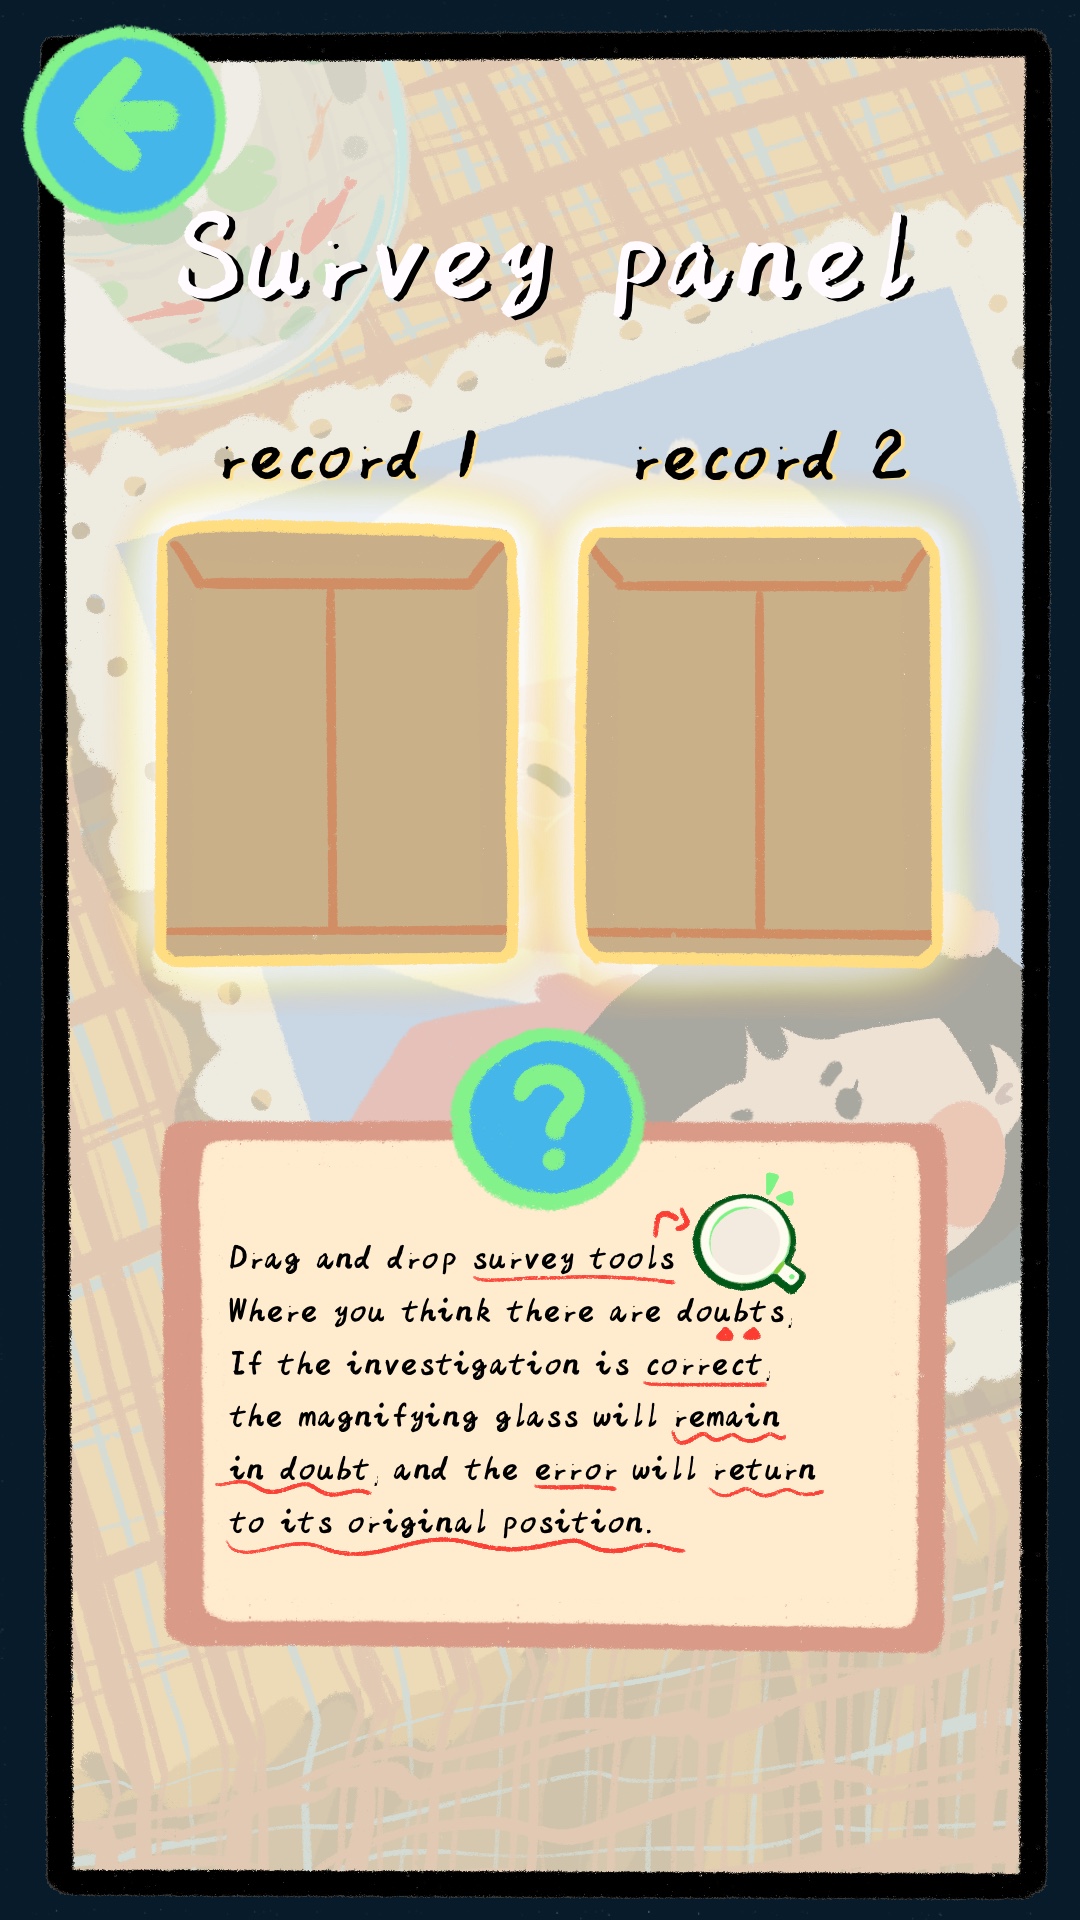 Survey panel
record 1
record 2
?
Drag and drop survey tools
Where you think there are doubts,
If the investigation is correct,
the magnifying glass will remain
in doubt, and the error will return
to its original position.